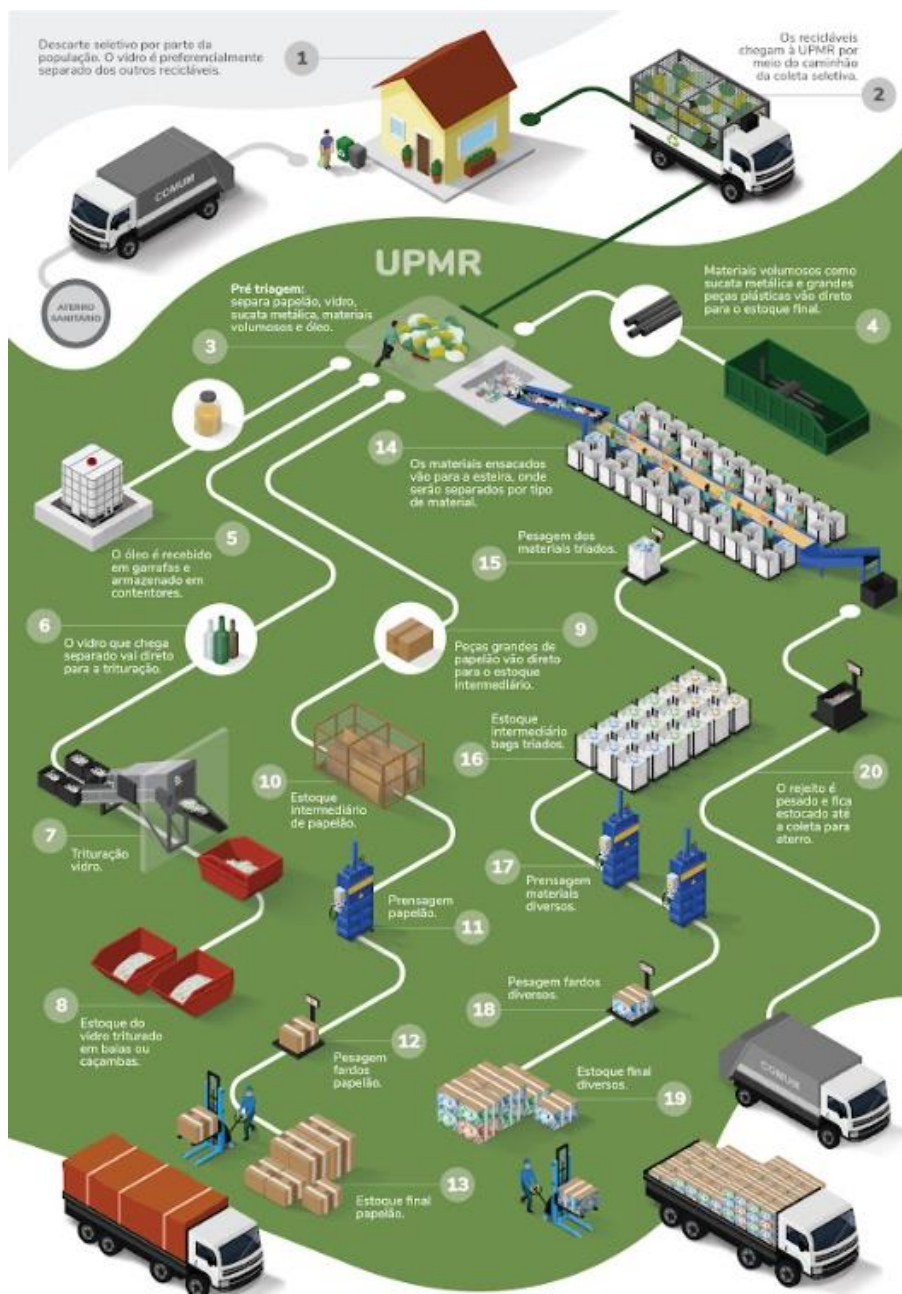 1
Descarte seletivo por parte da
população. O vidro é preferencialmente
separado dos outros recicláveis.
Os recicláveis
chegam à UPMR por
meio do caminhão
da coleta seletiva.
2
COMUM
ATERRO
SANITÁRIO
UPMR
Pré triagem:
separa papelão, vidro,
sucata metálica, materiais
volumosos e óleo.
3
Materiais volumosos como
sucata metálica e grandes
peças plásticas vão direto
para o estoque final.
4
5
O óleo é recebido
em garrafas e
armazenado em
contentores.
6
O vidro que chega
separado vai direto
para a trituração.
7
Trituração
vidro.
8
Estoque do
vidro triturado
em baias ou
caçambas.
9
Peças grandes de
papelão vão direto
para o estoque
intermediário.
10
Estoque
intermediário
de papelão.
Prensagem
papelão.
11
12
Pesagem
fardos
papelão.
13
Estoque final
papelão.
14
Os materiais ensacados
vão para a esteira, onde
serão separados por tipo
de material.
Pesagem dos
materiais triados.
15
Estoque
intermediário
bags triados.
16
17
Prensagem
materiais
diversos.
Pesagem fardos
diversos.
18
Estoque final
diversos.
19
20
O rejeito é
pesado e fica
estocado até
a coleta para
aterro.
COMUM